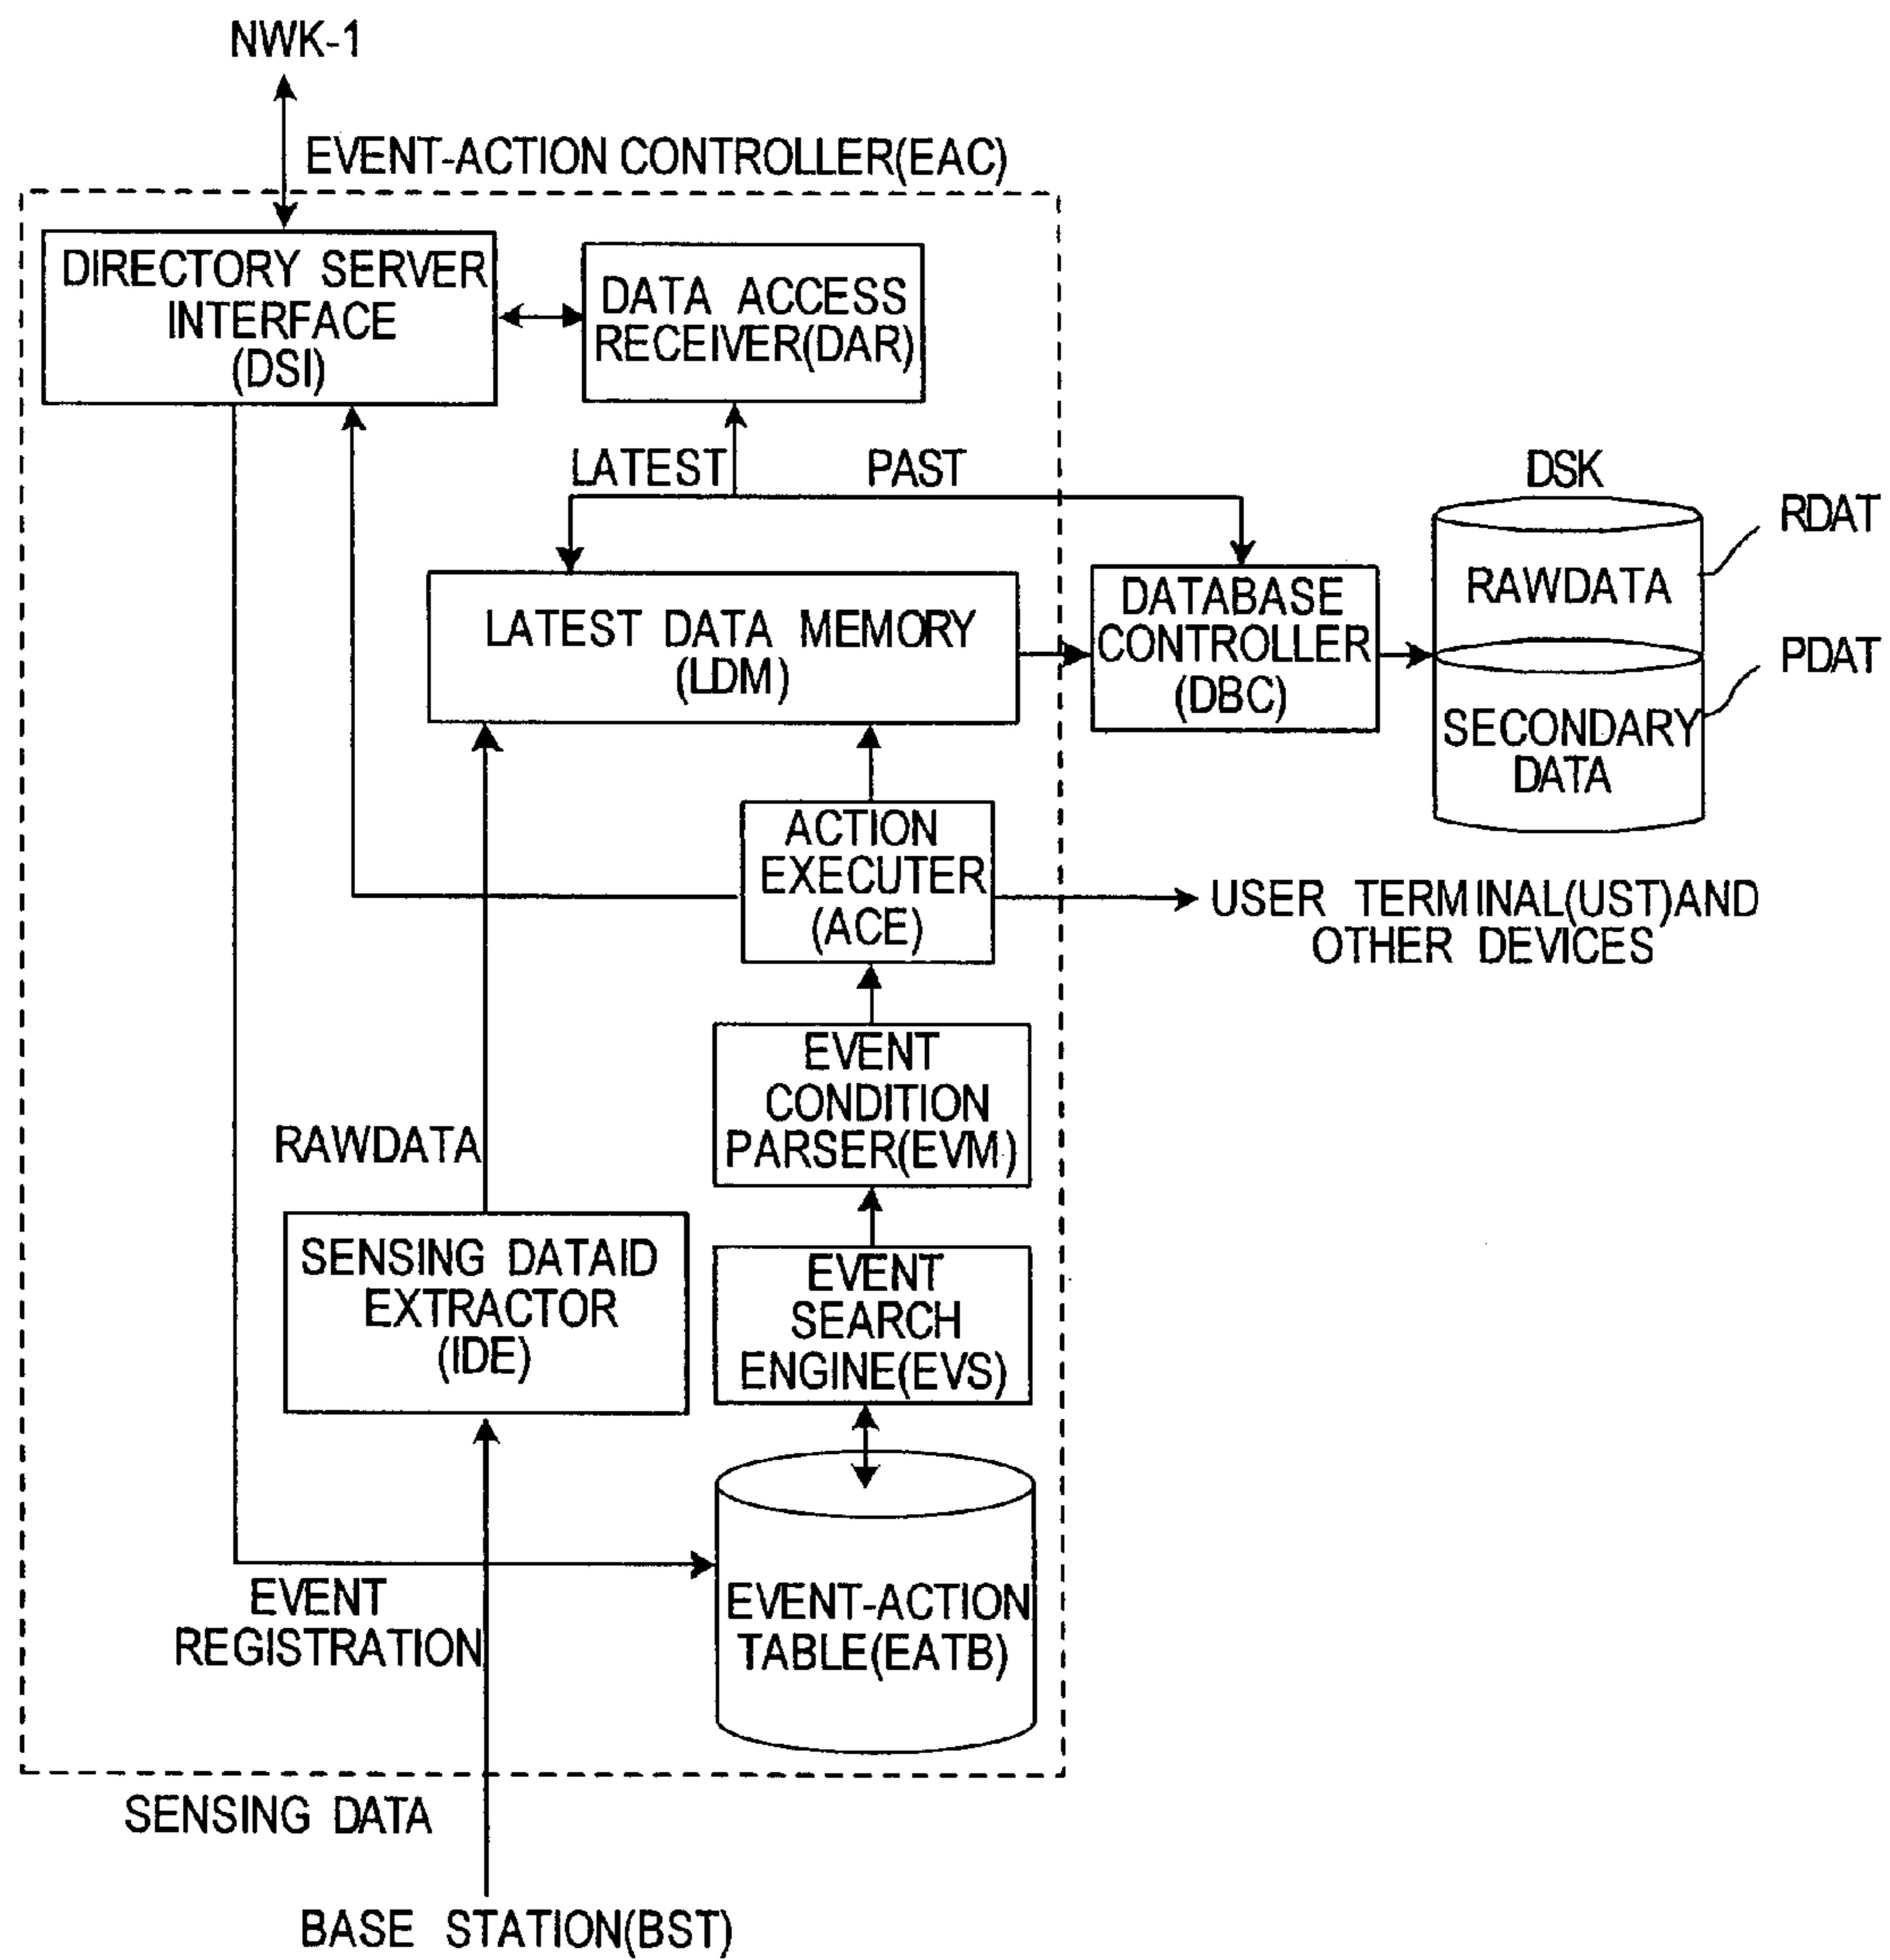 NWK-1
EVENT-ACTION CONTROLLER(EAC)
DIRECTORY SERVER
INTERFACE
(DSI)
DATA ACCESS
RECEIVER(DAR)
LATEST
PAST
DSK
RDAT
RAWDATA
PDAT
SECONDARY
DATA
LATEST DATA MEMORY
(LDM)
DATABASE
CONTROLLER
(DBC)
ACTION
EXECUTER
(ACE)
USER TERMINAL(UST)AND
OTHER DEVICES
EVENT
CONDITION
PARSER(EVM)
RAWDATA
SENSING DATAID
EXTRACTOR
(IDE)
EVENT
SEARCH
ENGINE(EVS)
EVENT
REGISTRATION
EVENT-ACTION
TABLE(EATB)
SENSING DATA
BASE STATION(BST)